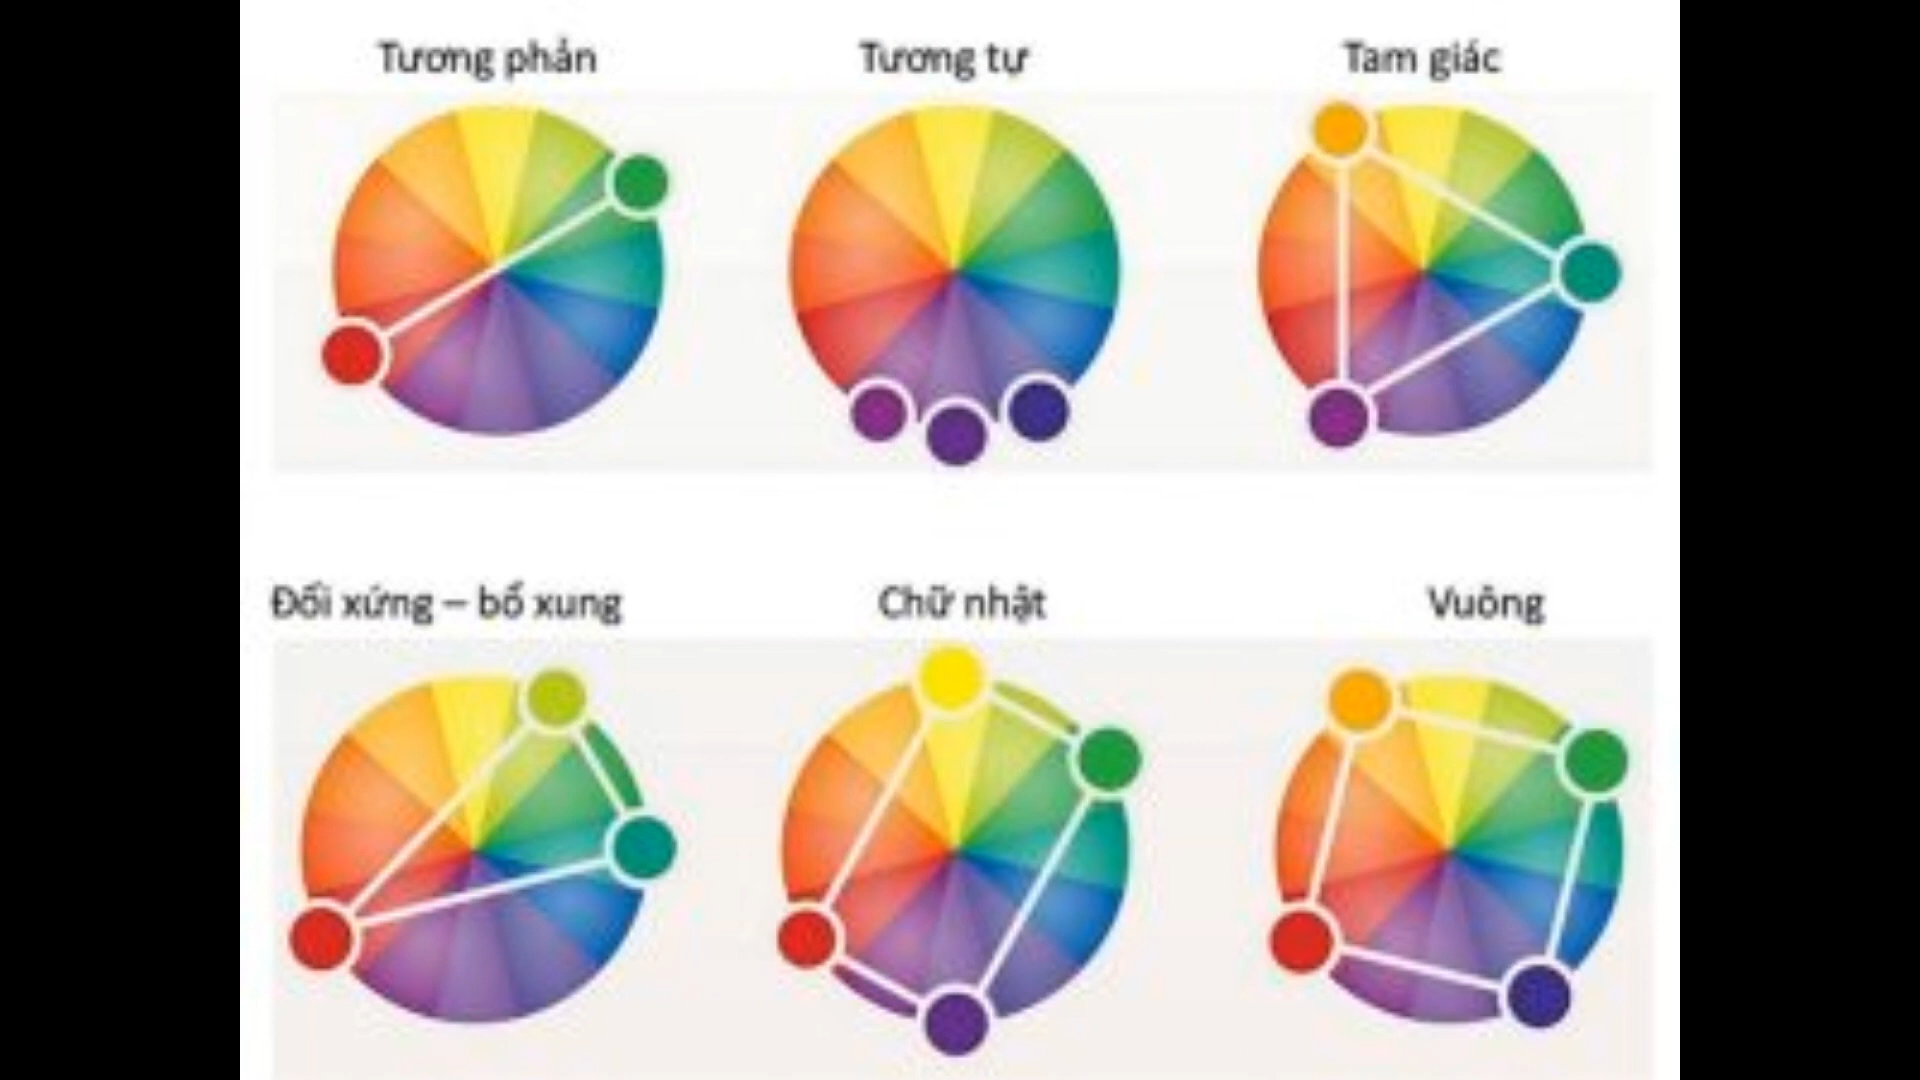 Tương phản
Tương tự
Tam giác
Đối xứng – bổ xung
Chữ nhật
Vuông